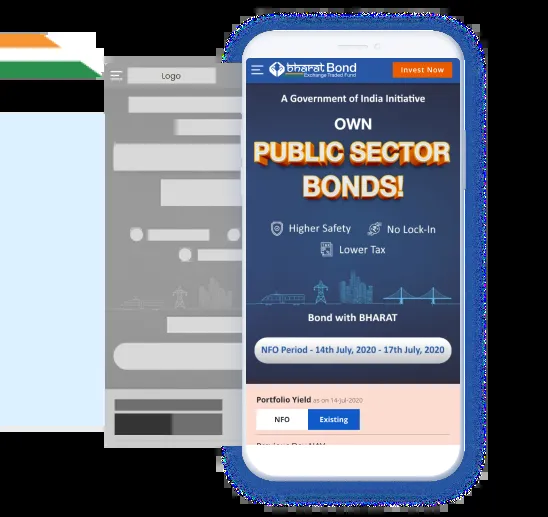 Logo
bharat Bond
Exchange Traded Fund
Invest Now
A Government of India Initiative
OWN
PUBLIC SECTOR
BONDS!
Higher Safety
No Lock-In
Lower Tax
Bond with BHARAT
NFO Period - 14th July, 2020 - 17th July, 2020
Portfolio Yield as on 14-Jul-2020
NFO
Existing